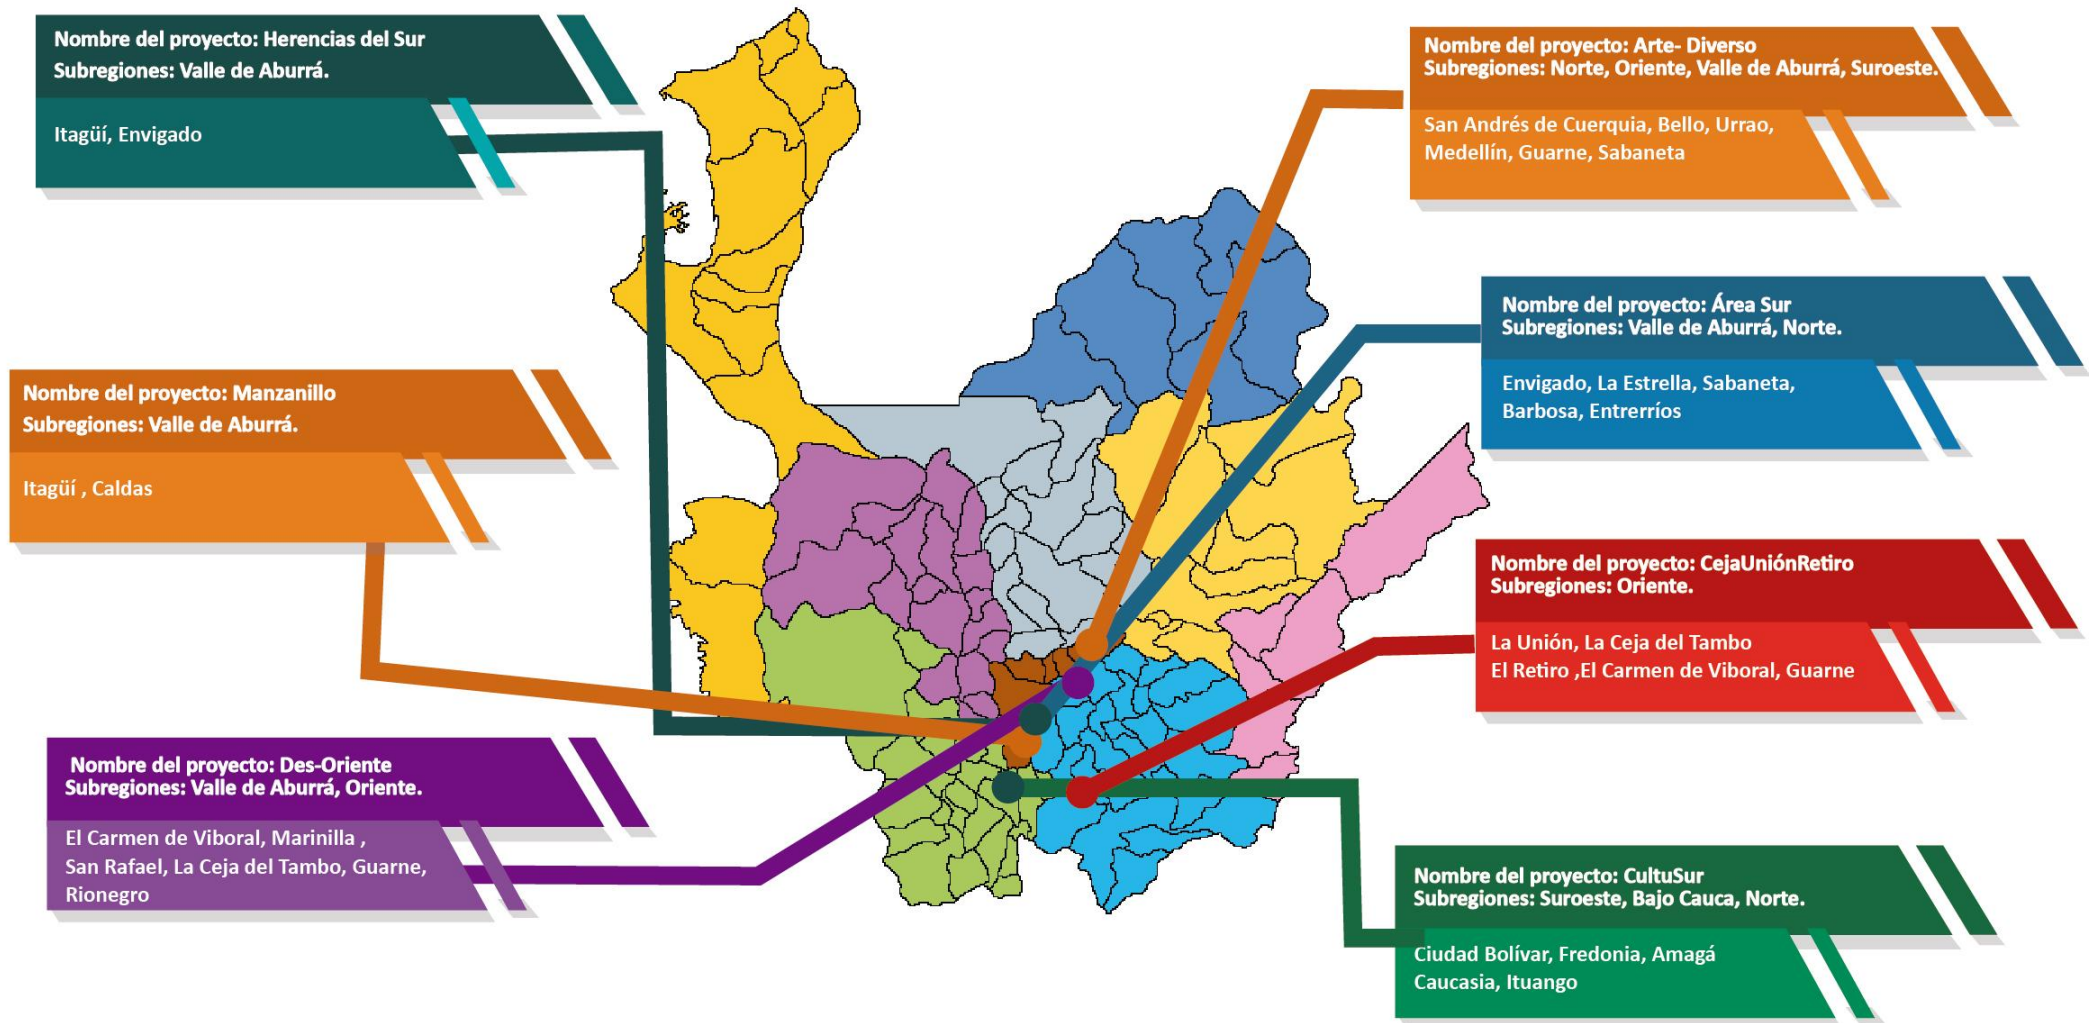 Nombre del proyecto: Herencias del Sur
Subregiones: Valle de Aburrá.
Itagüí, Envigado
Nombre del proyecto: Manzanillo
Subregiones: Valle de Aburrá.
Itagüí , Caldas
Nombre del proyecto: Des-Oriente
Subregiones: Valle de Aburrá, Oriente.
El Carmen de Viboral, Marinilla ,
San Rafael, La Ceja del Tambo, Guarne,
Rionegro
Nombre del proyecto: Arte- Diverso
Subregiones: Norte, Oriente, Valle de Aburrá, Suroeste.
San Andrés de Cuerquia, Bello, Urrao,
Medellín, Guarne, Sabaneta
Nombre del proyecto: Área Sur
Subregiones: Valle de Aburrá, Norte.
Envigado, La Estrella, Sabaneta,
Barbosa, Entrerríos
Nombre del proyecto: CejaUniónRetiro
Subregiones: Oriente.
La Unión, La Ceja del Tambo
El Retiro ,El Carmen de Viboral, Guarne
Nombre del proyecto: CultuSur
Subregiones: Suroeste, Bajo Cauca, Norte.
Ciudad Bolívar, Fredonia, Amagá
Caucasia, Ituango